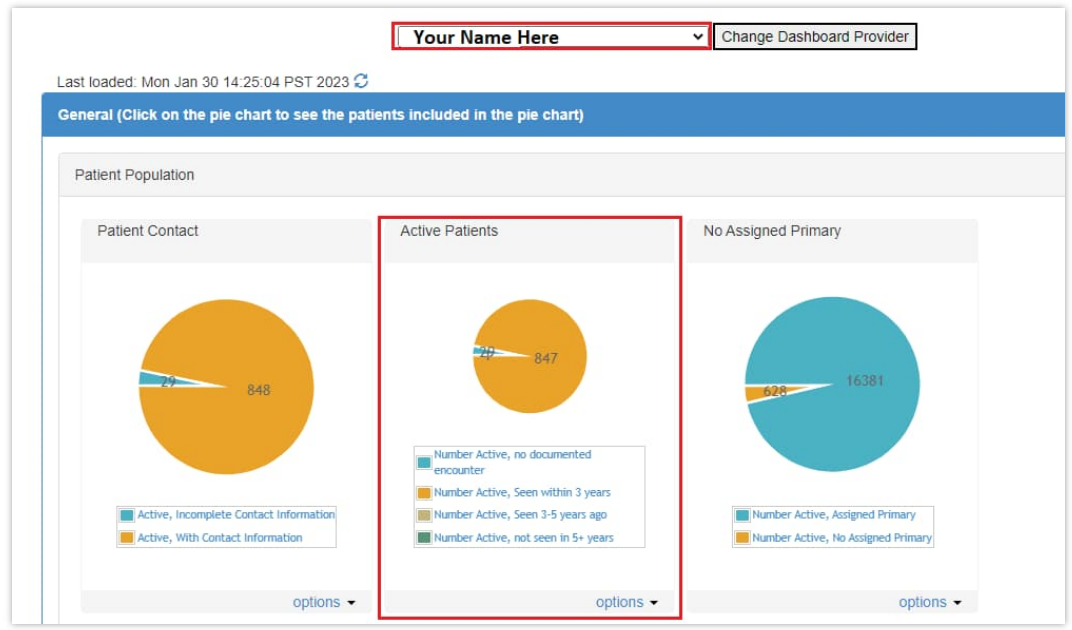 Your Name Here
Change Dashboard Provider
Last loaded: Mon Jan 30 14:25:04 PST 2023
General (Click on the pie chart to see the patients included in the pie chart)
Patient Population
Patient Contact
29
848
Active, Incomplete Contact Information
Active, With Contact Information
options
Active Patients
847
Number Active, no documented
encounter
Number Active, Seen within 3 years
Number Active, Seen 3-5 years ago
Number Active, not seen in 5+ years
options
No Assigned Primary
16381
628
Number Active, Assigned Primary
Number Active, No Assigned Primary
options